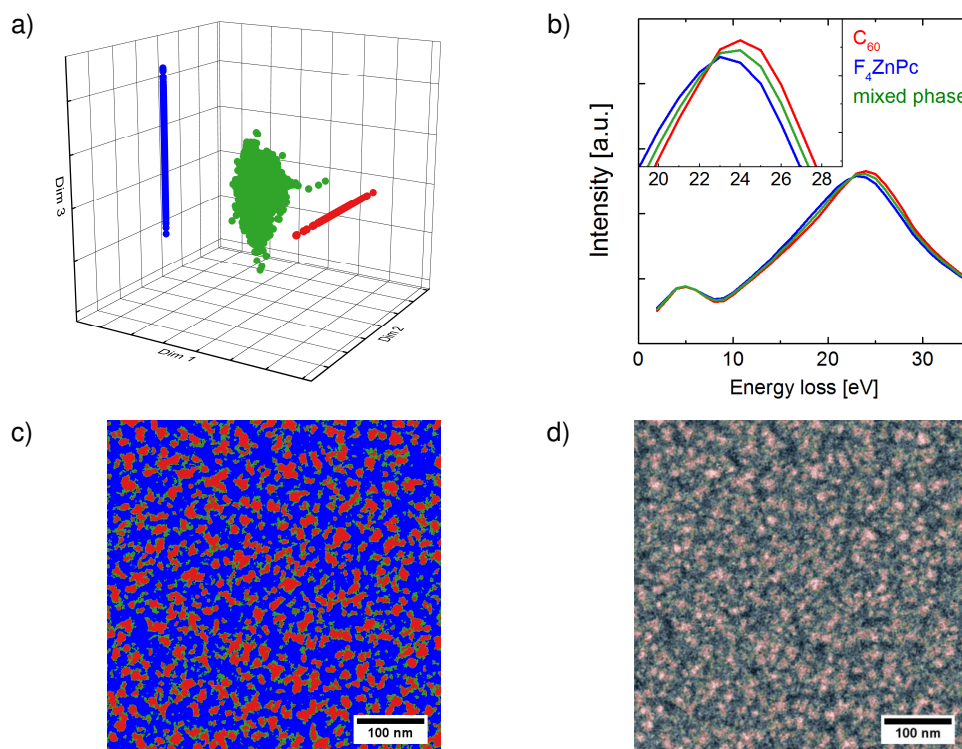 a)
Dim 3
Dim 1
Dim 2
b)
C60
F4ZnPc
mixed phase
20 22 24 26 28
Intensity [a.u.]
0 10 20 30
Energy loss [eV]
c)
100 nm
d)
100 nm